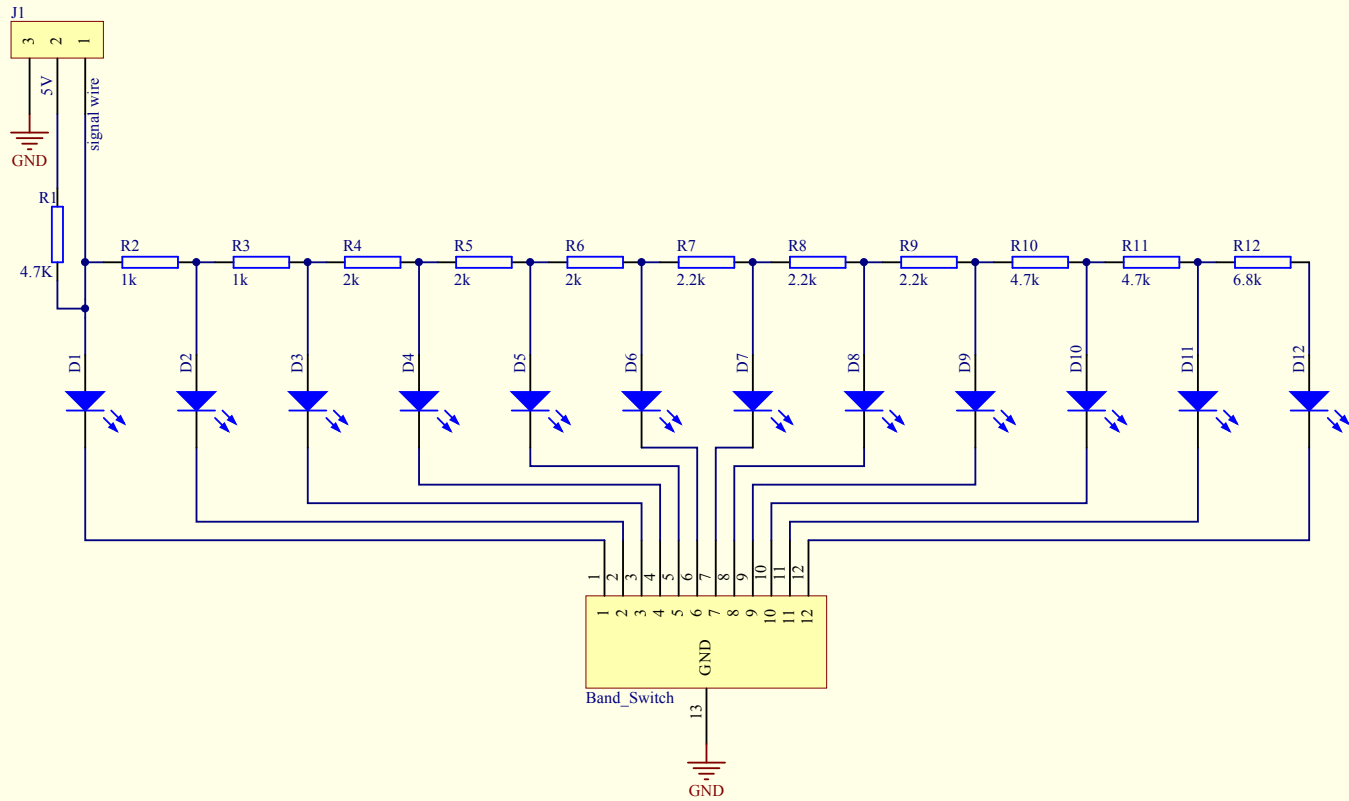 J1
3 2 1
5V
signal wire
GND
R1
4.7K
R2 R3 R4 R5 R6 R7 R8 R9 R10 R11 R12
1k 1k 2k 2k 2k 2.2k 2.2k 2.2k 4.7k 4.7k 6.8k
D1 D2 D3 D4 D5 D6 D7 D8 D9 D10 D11 D12
1 2 3 4 5 6 7 8 9 10 11 12
1 2 3 4 5 6 7 8 9 10 11 12
GND
Band_Switch
13
GND